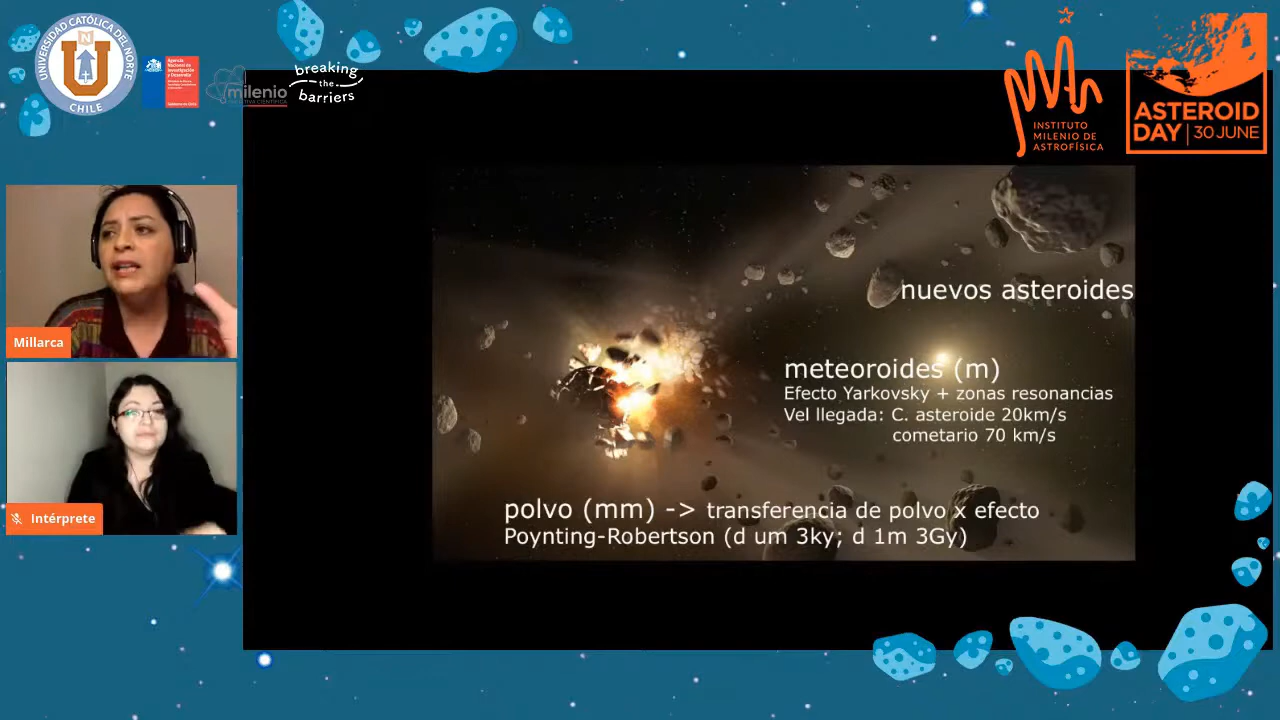 UNIVERSIDAD CATÓLICA DEL NORTE
N
CHILE
milenio
breaking
the
barriers
INSTITUTO
MILENIO DE
ASTROFÍSICA
ASTEROID
DAY | 30 JUNE
Millarca
Intérprete
nuevos asteroides
meteoroides (m)
Efecto Yarkovsky + zonas resonancias
Vel llegada: C. asteroide 20km/s
cometario 70 km/s
polvo (mm) -> transferencia de polvo x efecto
Poynting-Robertson (d um 3ky; d 1m 3Gy)